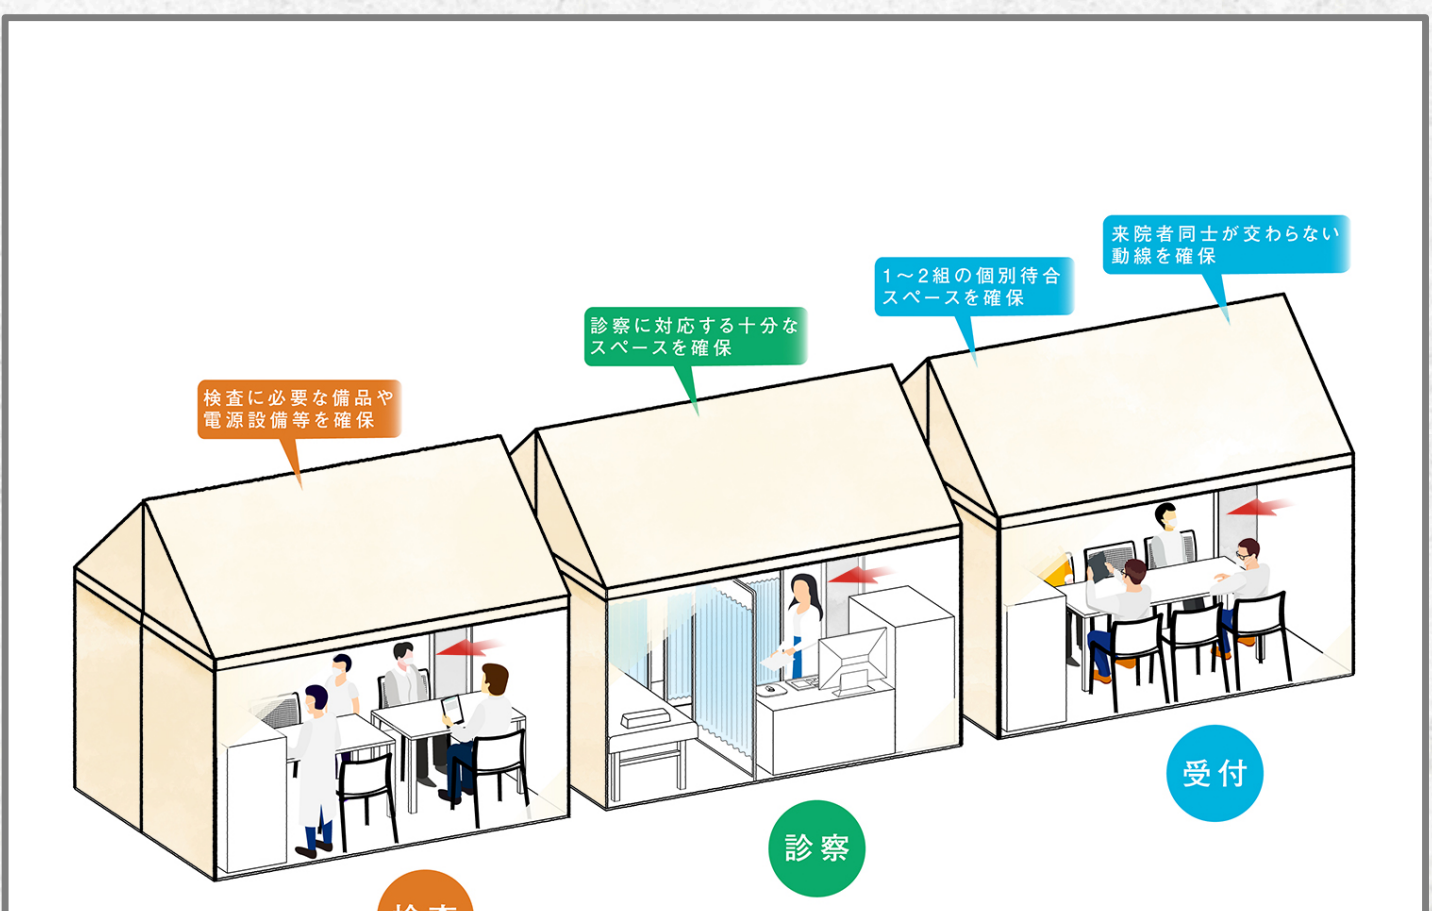 来院者同士が交わらない
動線を確保
1〜2組の個別待合
スペースを確保
診察に対応する十分な
スペースを確保
検査に必要な備品や
電源設備等を確保
受付
診察
検査